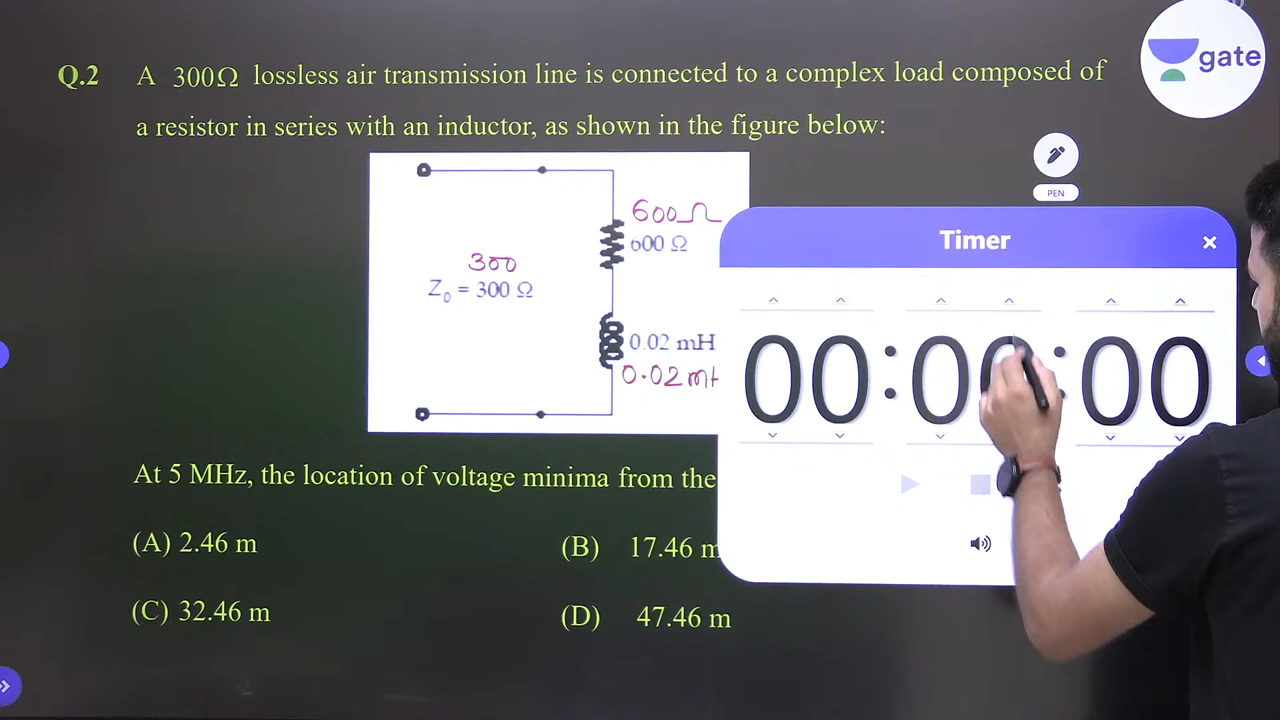 gate
Q.2 A 300Ω lossless air transmission line is connected to a complex load composed of
a resistor in series with an inductor, as shown in the figure below:
PEN
600Ω
600 Ω
300
Z₀ = 300 Ω
0.02 mH
0.02mH
Timer
00:00:00
At 5 MHz, the location of voltage minima from the
(A) 2.46 m
(B) 17.46 m
(C) 32.46 m
(D) 47.46 m